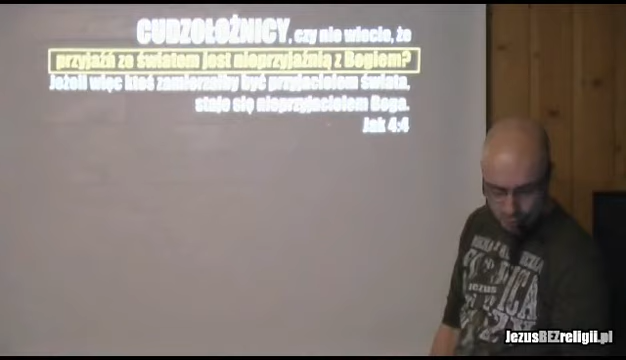 CUDZOŁOŻNICY, czy nie wiecie, że
przyjaźń ze światem jest nieprzyjaźnią z Bogiem?
Jeżeli więc ktoś zamierzałby być przyjacielem świata,
staje się nieprzyjacielem Boga.
Jak 4:4
JEZUS
JezusBEZreligii.pl